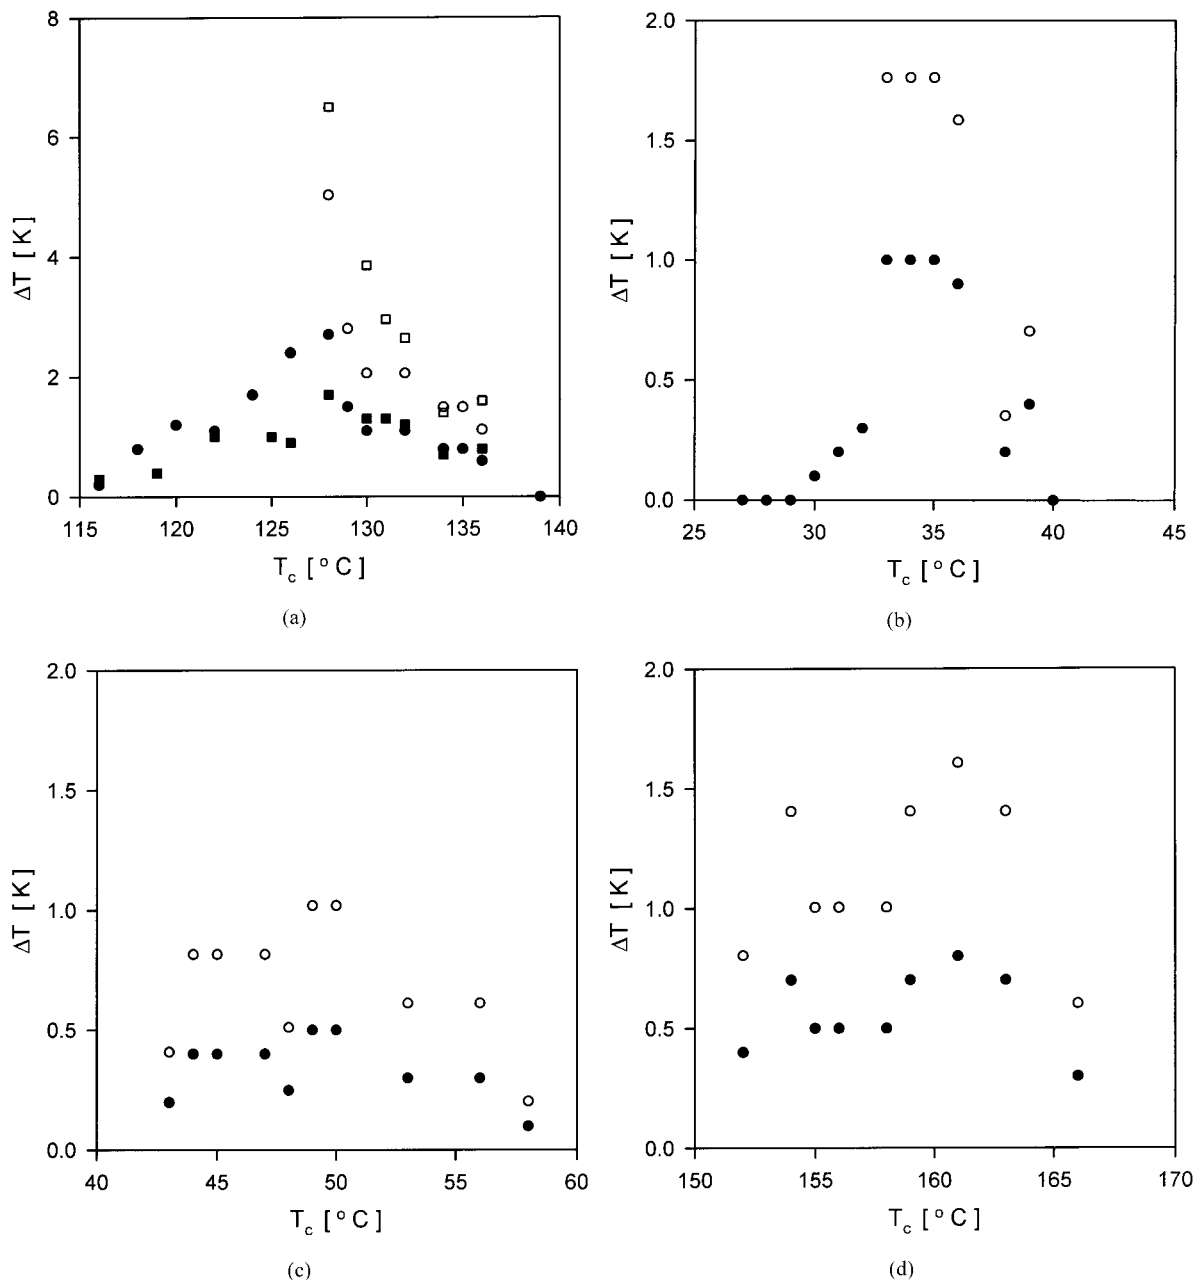 8
6
4
2
0
ΔT [ K ]
115 120 125 130 135 140
T_c [ ° C ]
(a)
2.0
1.5
1.0
0.5
0.0
ΔT [ K ]
25 30 35 40 45
T_c [ ° C ]
(b)
2.0
1.5
1.0
0.5
0.0
ΔT [ K ]
40 45 50 55 60
T_c [ ° C ]
(c)
2.0
1.5
1.0
0.5
0.0
ΔT [ K ]
150 155 160 165 170
T_c [ ° C ]
(d)